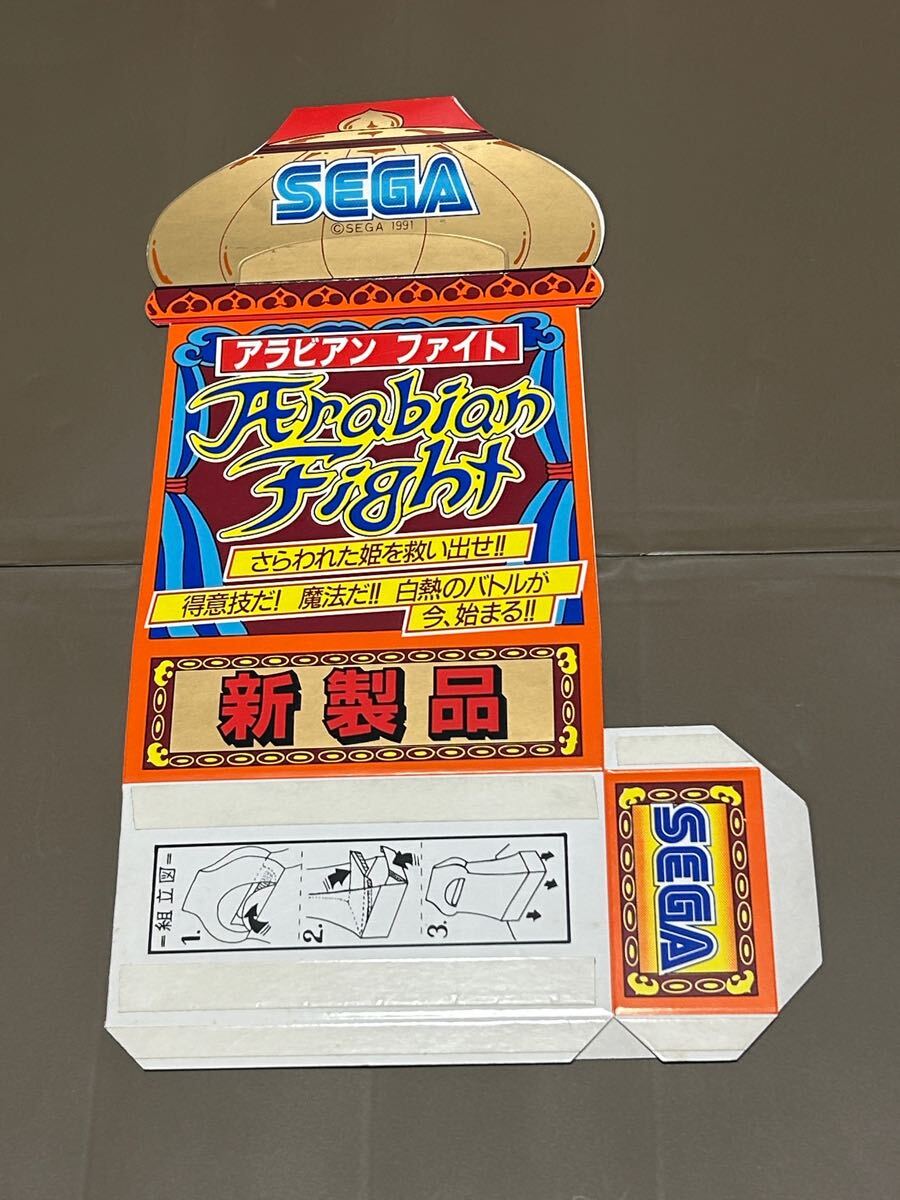 SEGA
©SEGA 1991
アラビアン ファイト
Arabian
Fight
さらわれた姫を救い出せ!!
得意技だ! 魔法だ!! 白熱のバトルが
今、始まる!!
新製品
=組立図=
1.
2.
3.
SEGA